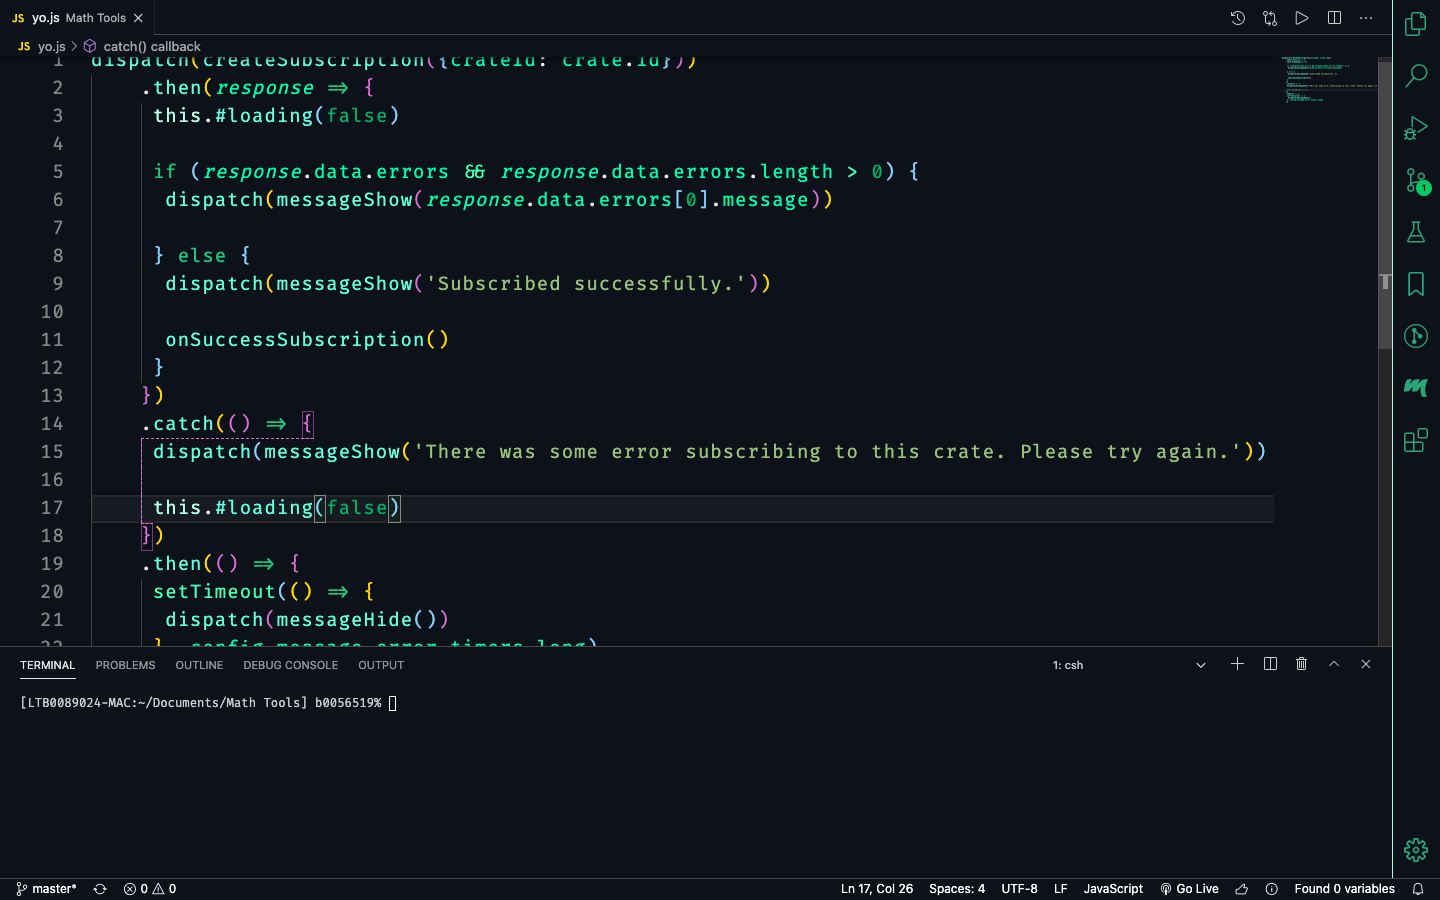 JS yo.js Math Tools
JS yo.js > catch() callback
1 dispatch(createSubscription({crateId: crate.id}))
2 .then(response => {
3 this.#loading(false)
4
5 if (response.data.errors && response.data.errors.length > 0) {
6 dispatch(messageShow(response.data.errors[0].message))
7
8 } else {
9 dispatch(messageShow('Subscribed successfully.'))
10
11 onSuccessSubscription()
12 }
13 })
14 .catch(() => {
15 dispatch(messageShow('There was some error subscribing to this crate. Please try again.'))
16
17 this.#loading(false)
18 })
19 .then(() => {
20 setTimeout(() => {
21 dispatch(messageHide())
22 }, config.message.error.timers.long)
1
TERMINAL PROBLEMS OUTLINE DEBUG CONSOLE OUTPUT 1: csh
[LTB0089024-MAC:~/Documents/Math Tools] b0056519%
master* 0 0 Ln 17, Col 26 Spaces: 4 UTF-8 LF JavaScript Go Live Found 0 variables